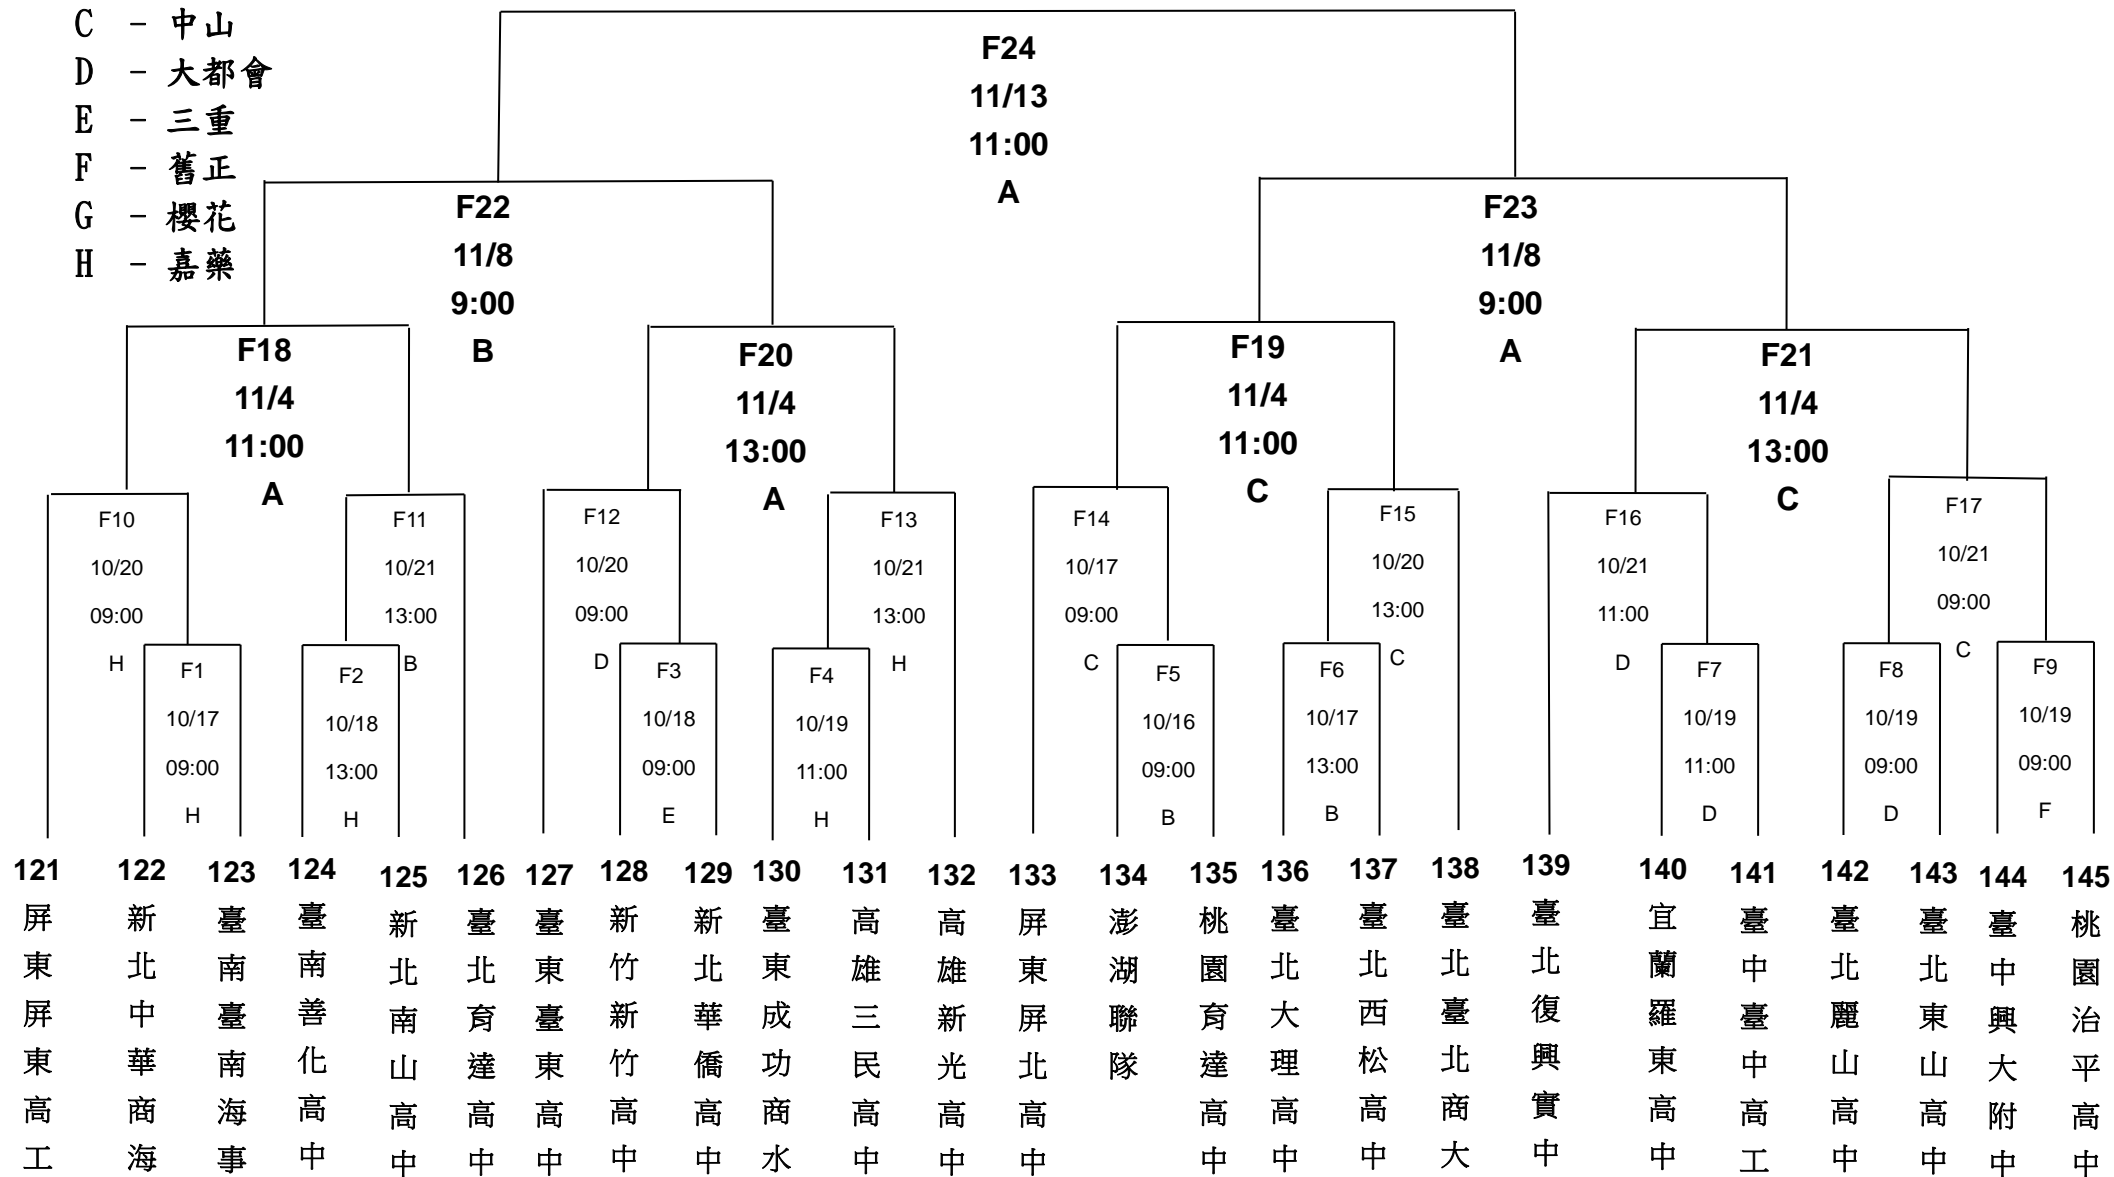 C - 中山
D - 大都會
E - 三重
F - 舊正
G - 櫻花
H - 嘉藥
F24
11/13
11:00
A
F22
11/8
9:00
B
F23
11/8
9:00
A
F18
11/4
11:00
A
F20
11/4
13:00
A
F19
11/4
11:00
C
F21
11/4
13:00
C
F10
10/20
09:00
H
F11
10/21
13:00
B
F12
10/20
09:00
D
F13
10/21
13:00
H
F14
10/17
09:00
C
F15
10/20
13:00
C
F16
10/21
11:00
D
F17
10/21
09:00
C
F1
10/17
09:00
H
F2
10/18
13:00
H
F3
10/18
09:00
E
F4
10/19
11:00
H
F5
10/16
09:00
B
F6
10/17
13:00
B
F7
10/19
11:00
D
F8
10/19
09:00
D
F9
10/19
09:00
F
121
屏東屏東高工
122
新北中華商海
123
臺南臺南海事
124
臺南善化高中
125
新北南山高中
126
臺北育達高中
127
臺東臺東高中
128
新竹新竹高中
129
新北華僑高中
130
臺東成功商水
131
高雄三民高中
132
高雄新光高中
133
屏東屏北高中
134
澎湖聯隊
135
桃園育達高中
136
臺北大理高中
137
臺北西松高中
138
臺北臺北商大
139
臺北復興實中
140
宜蘭羅東高中
141
臺中臺中高工
142
臺北麗山高中
143
臺北東山高中
144
臺中興大附中
145
桃園治平高中